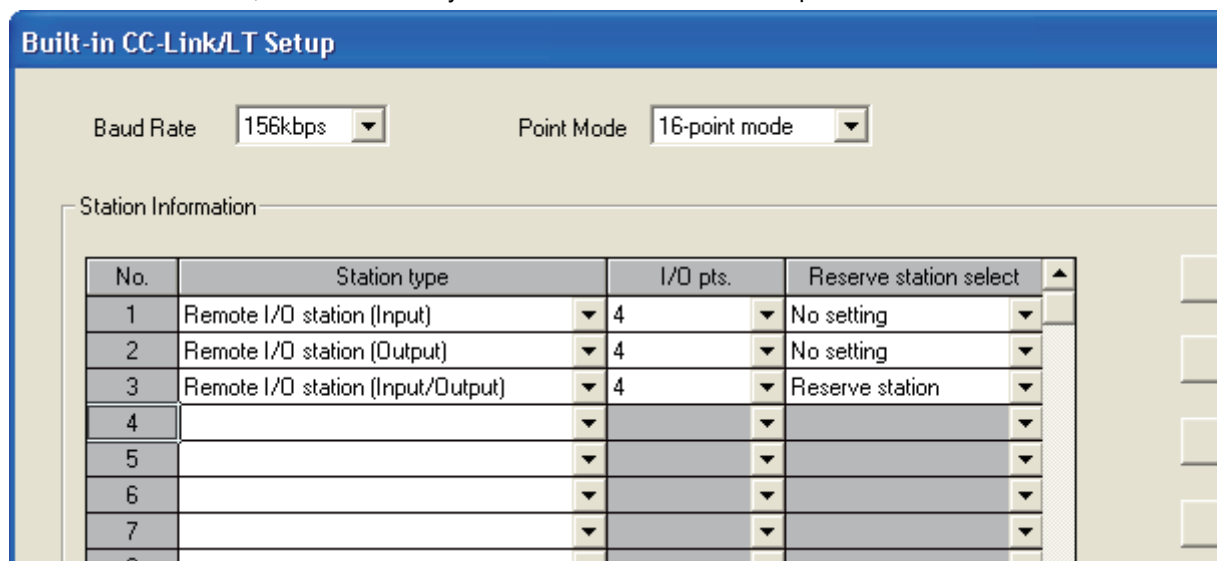 Built-in CC-Link/LT Setup
Baud Rate 156kbps Point Mode 16-point mode
Station Information
No. Station type I/O pts. Reserve station select
1 Remote I/O station (Input) 4 No setting
2 Remote I/O station (Output) 4 No setting
3 Remote I/O station (Input/Output) 4 Reserve station
4
5
6
7